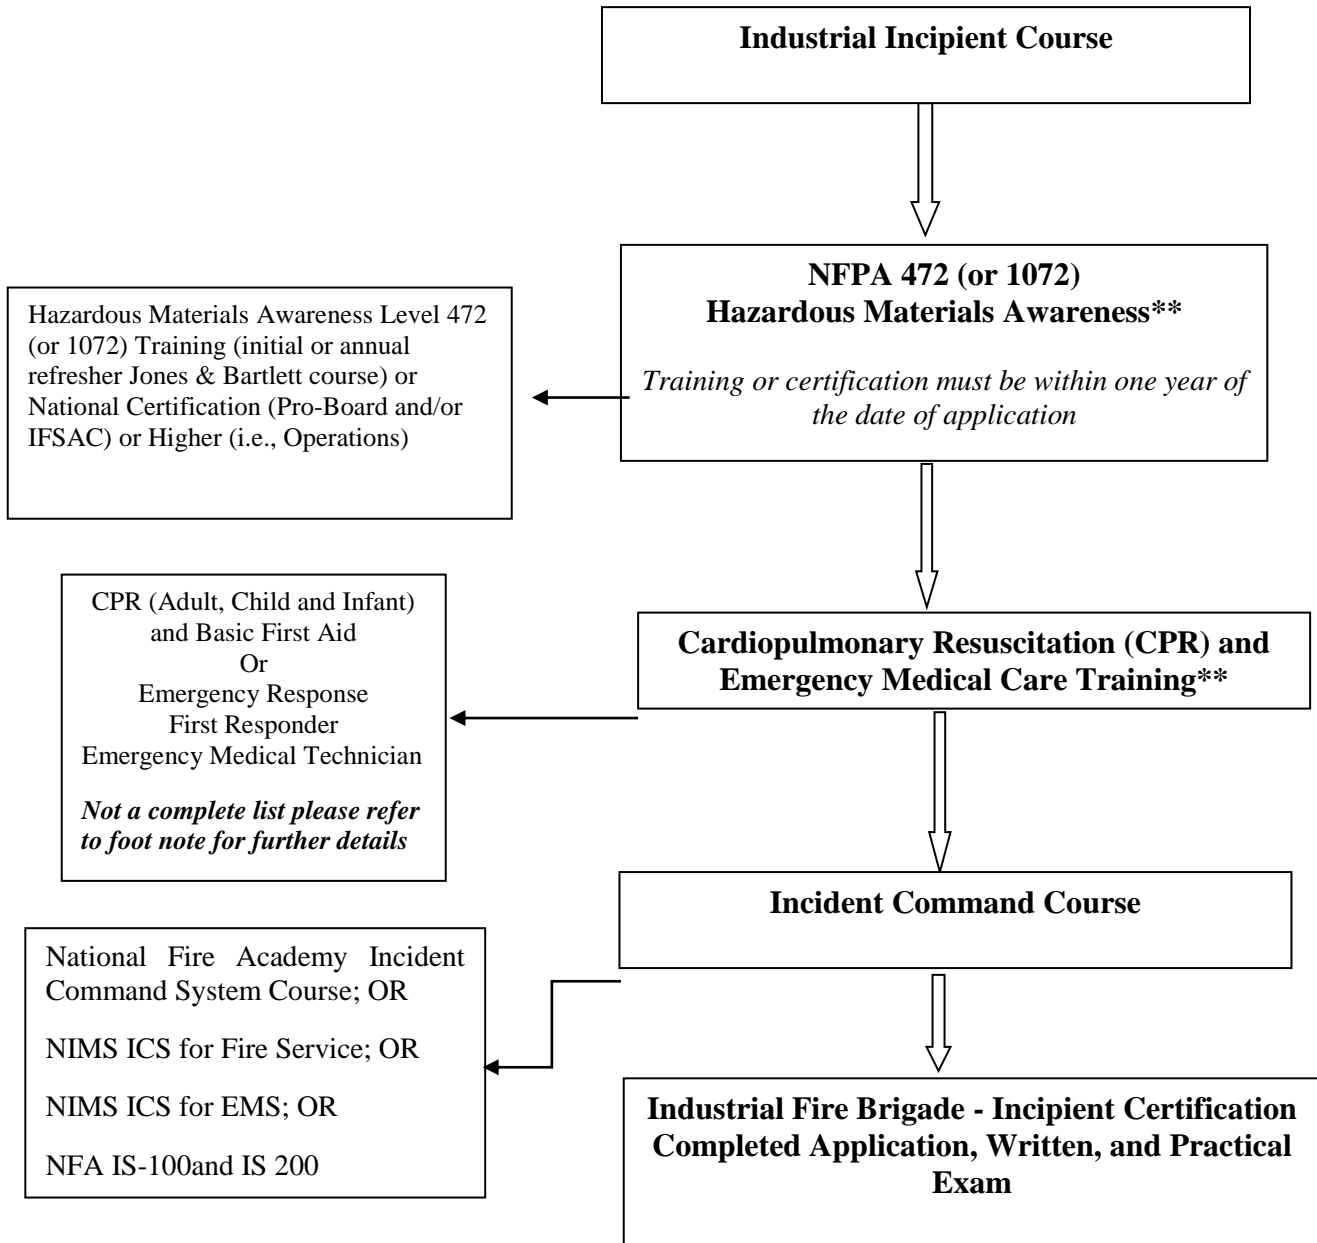 Industrial Incipient Course
NFPA 472 (or 1072)
Hazardous Materials Awareness**
Training or certification must be within one year of
the date of application
Hazardous Materials Awareness Level 472
(or 1072) Training (initial or annual
refresher Jones & Bartlett course) or
National Certification (Pro-Board and/or
IFSAC) or Higher (i.e., Operations)
Cardiopulmonary Resuscitation (CPR) and
Emergency Medical Care Training**
CPR (Adult, Child and Infant)
and Basic First Aid
Or
Emergency Response
First Responder
Emergency Medical Technician
Not a complete list please refer
to foot note for further details
Incident Command Course
National Fire Academy Incident
Command System Course; OR
NIMS ICS for Fire Service; OR
NIMS ICS for EMS; OR
NFA IS-100and IS 200
Industrial Fire Brigade - Incipient Certification
Completed Application, Written, and Practical
Exam